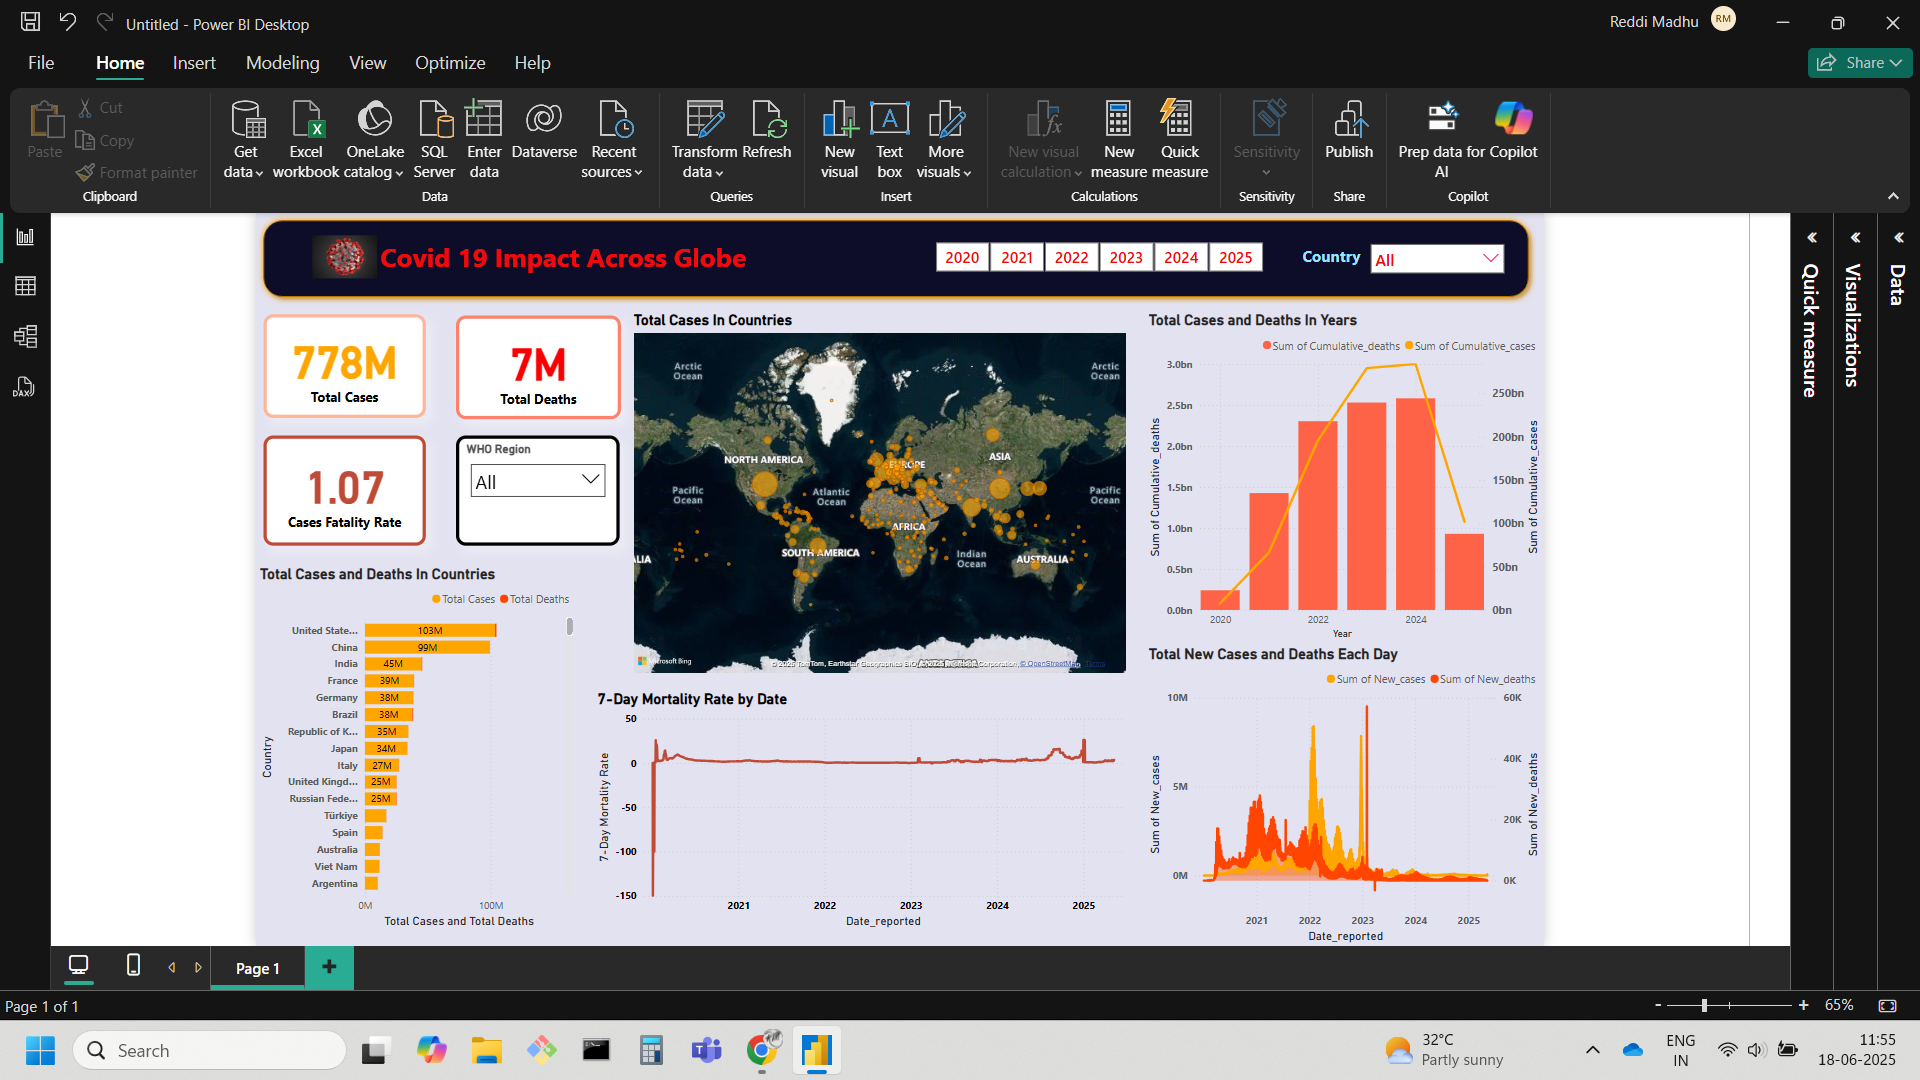 Untitled - Power BI Desktop
Reddi Madhu
RM
File
Home
Insert
Modeling
View
Optimize
Help
Share
Paste
Cut
Copy
Format painter
Clipboard
Get data
Excel workbook
OneLake catalog
SQL Server
Enter data
Dataverse
Recent sources
Data
Transform data
Refresh
Queries
New visual
Text box
More visuals
Insert
New visual calculation
New measure
Quick measure
Calculations
Sensitivity
Sensitivity
Publish
Share
Prep data for AI
Copilot
Copilot
Covid 19 Impact Across Globe
2020
2021
2022
2023
2024
2025
Country
All
778M
Total Cases
7M
Total Deaths
1.07
Cases Fatality Rate
WHO Region
All
Total Cases and Deaths In Countries
Total Cases
Total Deaths
Country
United State... 103M
China 99M
India 45M
France 39M
Germany 38M
Brazil 38M
Republic of K... 35M
Japan 34M
Italy 27M
United Kingd... 25M
Russian Fede... 25M
Türkiye
Spain
Australia
Viet Nam
Argentina
0M 100M
Total Cases and Total Deaths
Total Cases In Countries
Arctic Ocean
Arctic Ocean
NORTH AMERICA
EUROPE
ASIA
Pacific Ocean
Atlantic Ocean
Pacific Ocean
AFRICA
SOUTH AMERICA
Indian Ocean
AUSTRALIA
LIA
Microsoft Bing
© OpenStreetMap
Terms
7-Day Mortality Rate by Date
7-Day Mortality Rate
50
0
-50
-100
-150
2021 2022 2023 2024 2025
Date_reported
Total Cases and Deaths In Years
Sum of Cumulative_deaths
Sum of Cumulative_cases
Sum of Cumulative_deaths
3.0bn
2.5bn
2.0bn
1.5bn
1.0bn
0.5bn
0.0bn
250bn
200bn
150bn
100bn
50bn
0bn
Sum of Cumulative_cases
2020 2022 2024
Year
Total New Cases and Deaths Each Day
Sum of New_cases
Sum of New_deaths
Sum of New_cases
10M
5M
0M
60K
40K
20K
0K
Sum of New_deaths
2021 2022 2023 2024 2025
Date_reported
Quick measure
Visualizations
Data
DAX
Page 1
Page 1 of 1
- + 65%
Search
32°C
Partly sunny
ENG
IN
11:55
18-06-2025